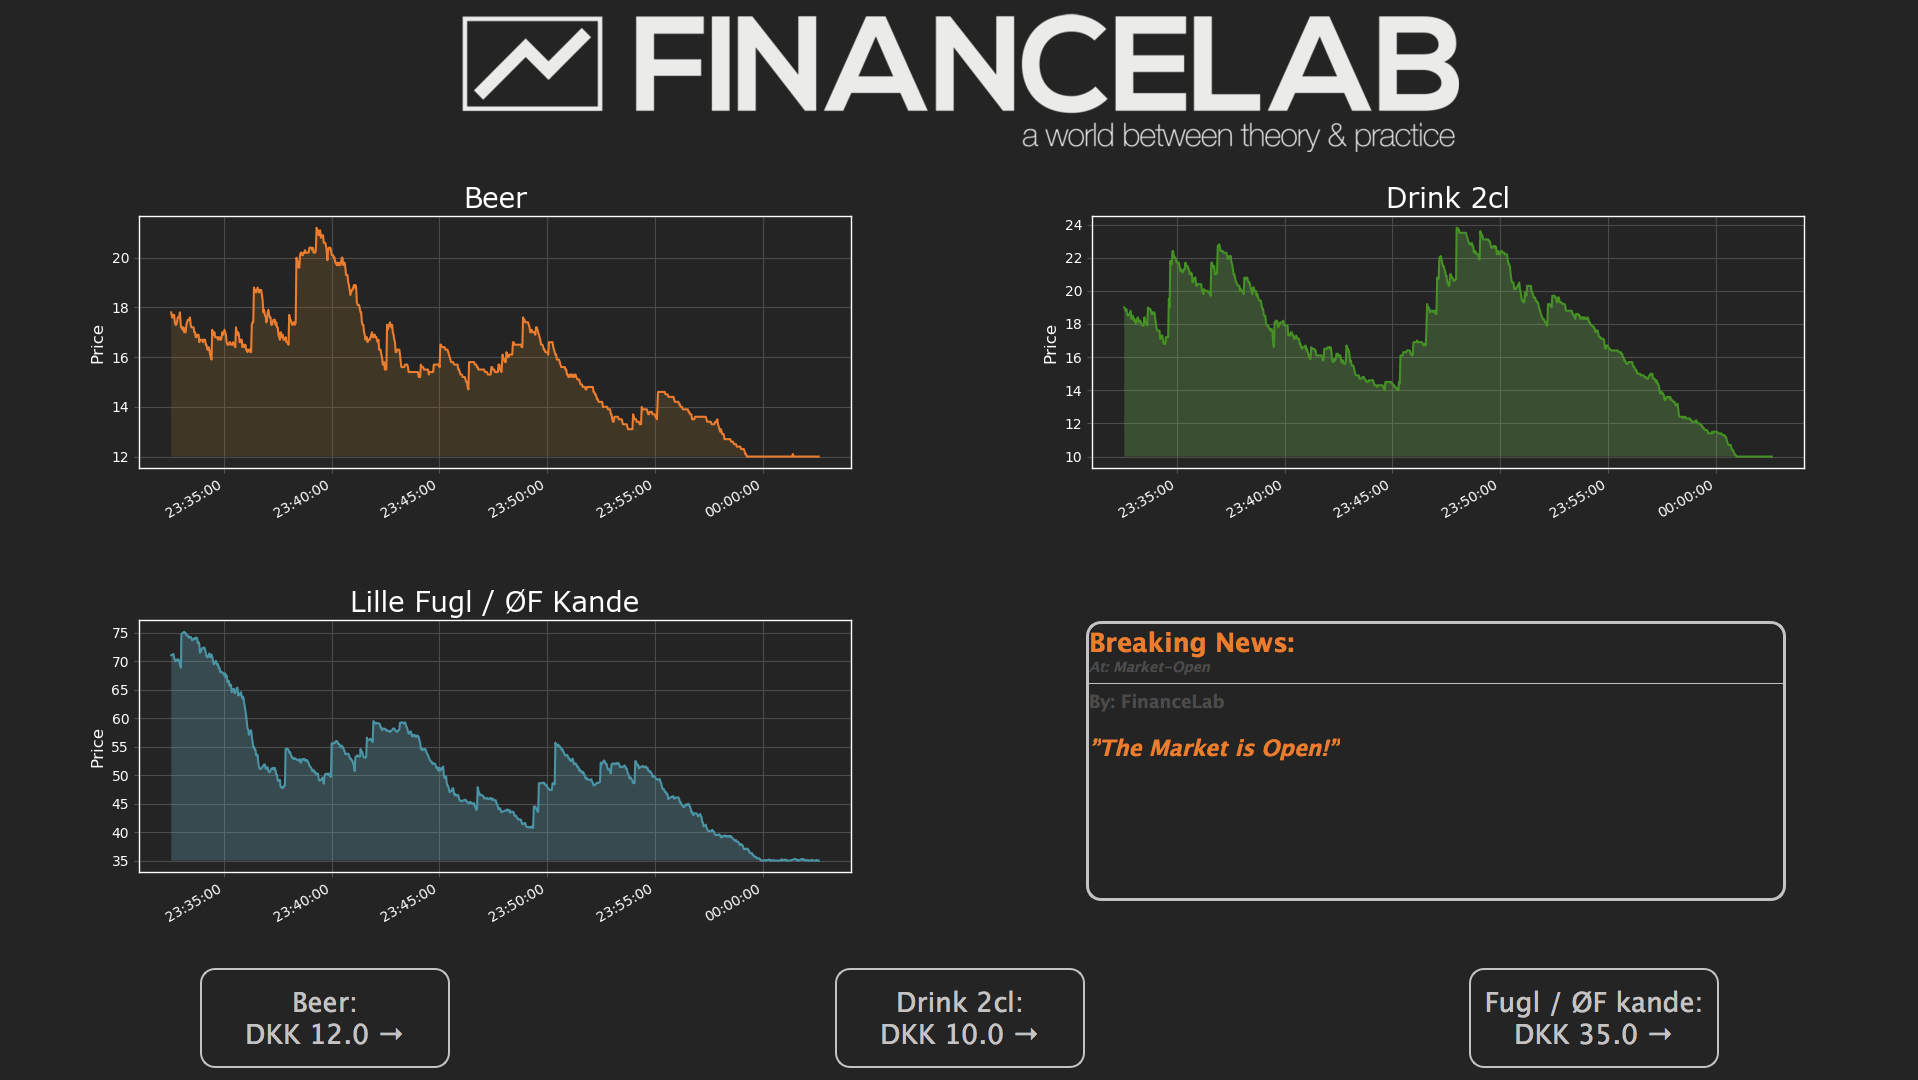 FINANCELAB
a world between theory & practice
Beer
Price
20
18
16
14
12
23:35:00
23:40:00
23:45:00
23:50:00
23:55:00
00:00:00
Drink 2cl
Price
24
22
20
18
16
14
12
10
23:35:00
23:40:00
23:45:00
23:50:00
23:55:00
00:00:00
Lille Fugl / ØF Kande
Price
75
70
65
60
55
50
45
40
35
23:35:00
23:40:00
23:45:00
23:50:00
23:55:00
00:00:00
Breaking News:
At: Market-Open
By: FinanceLab
"The Market is Open!"
Beer:
DKK 12.0 →
Drink 2cl:
DKK 10.0 →
Fugl / ØF kande:
DKK 35.0 →